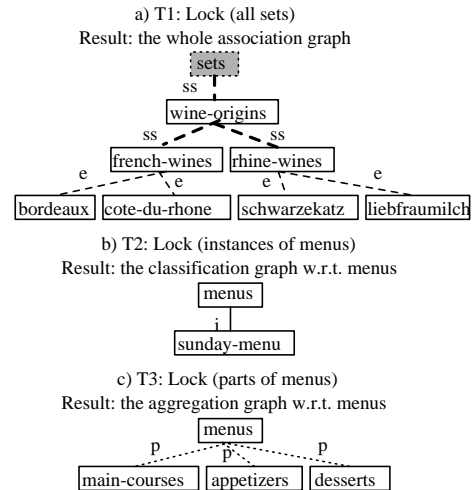 a) T1: Lock (all sets)
Result: the whole association graph
sets
ss
wine-origins
ss ss
french-wines rhine-wines
e e e e
bordeaux cote-du-rhone schwarzekatz liebfraumilch
b) T2: Lock (instances of menus)
Result: the classification graph w.r.t. menus
menus
i
sunday-menu
c) T3: Lock (parts of menus)
Result: the aggregation graph w.r.t. menus
menus
p p p
main-courses appetizers desserts